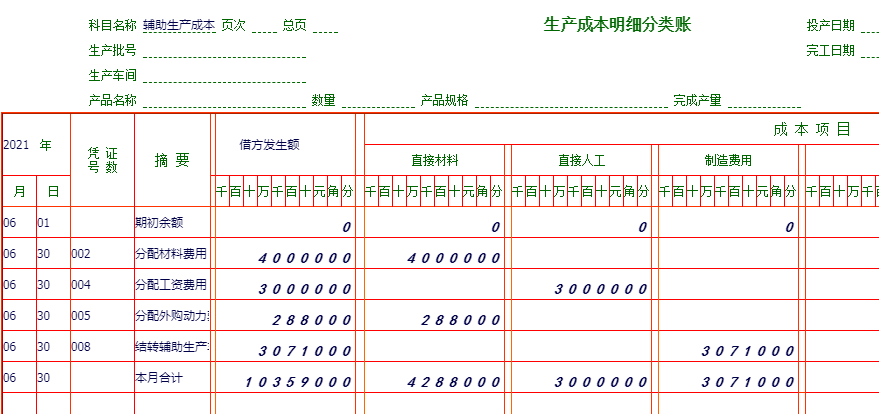 科目名称 辅助生产成本 页次 总页 生产成本明细分类账 投产日期
生产批号 完工日期
生产车间
产品名称 数量 产品规格 完成产量
2021 年 凭证号数 摘要 借方发生额 成本项目
直接材料 直接人工 制造费用
月 日 千百十万千百十元角分 千百十万千百十元角分 千百十万千百十元角分 千百十万千百十元角分 千百十万千百
06 01 期初余额 0 0 0 0
06 30 002 分配材料费用 4000000 4000000
06 30 004 分配工资费用 3000000 3000000
06 30 005 分配外购动力 288000 288000
06 30 008 结转辅助生产 3071000 3071000
06 30 本月合计 10359000 4288000 3000000 3071000